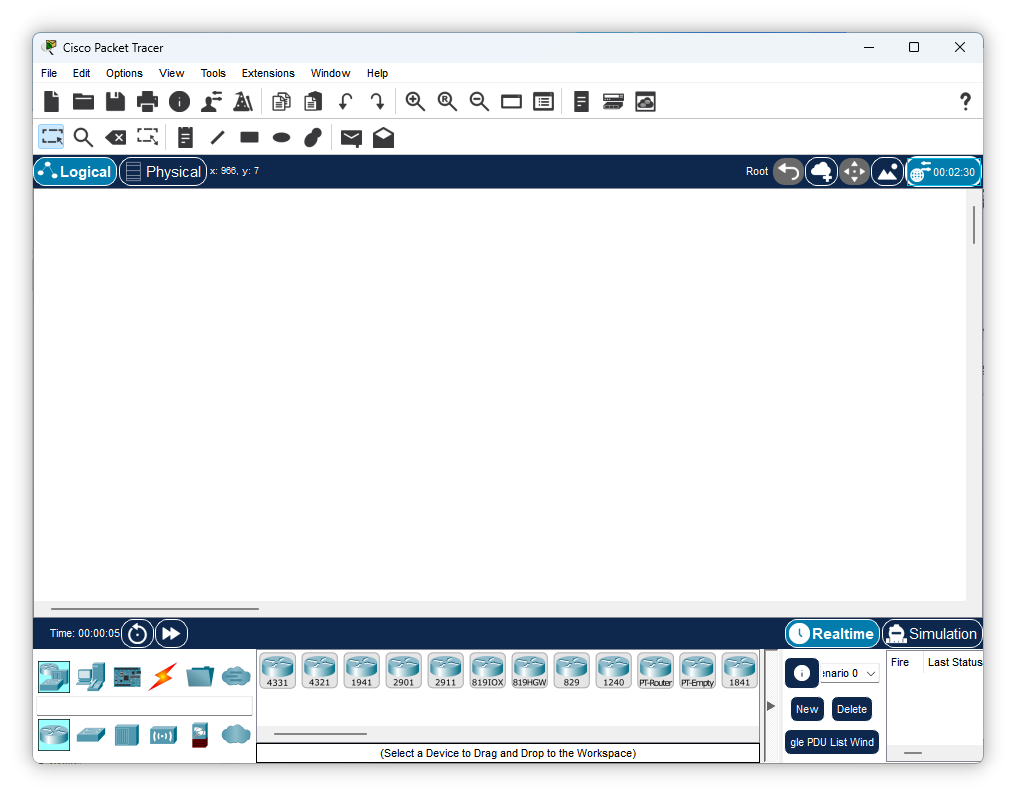 Cisco Packet Tracer
File Edit Options View Tools Extensions Window Help
R
?
Logical Physical x: 966, y: 7 Root 00:02:30
Time: 00:00:05 Realtime Simulation
4331 4321 1941 2901 2911 819IOX 819HGW 829 1240 PT-Router PT-Empty 1841
Fire Last Status
enario 0
New Delete
gle PDU List Wind
(Select a Device to Drag and Drop to the Workspace)